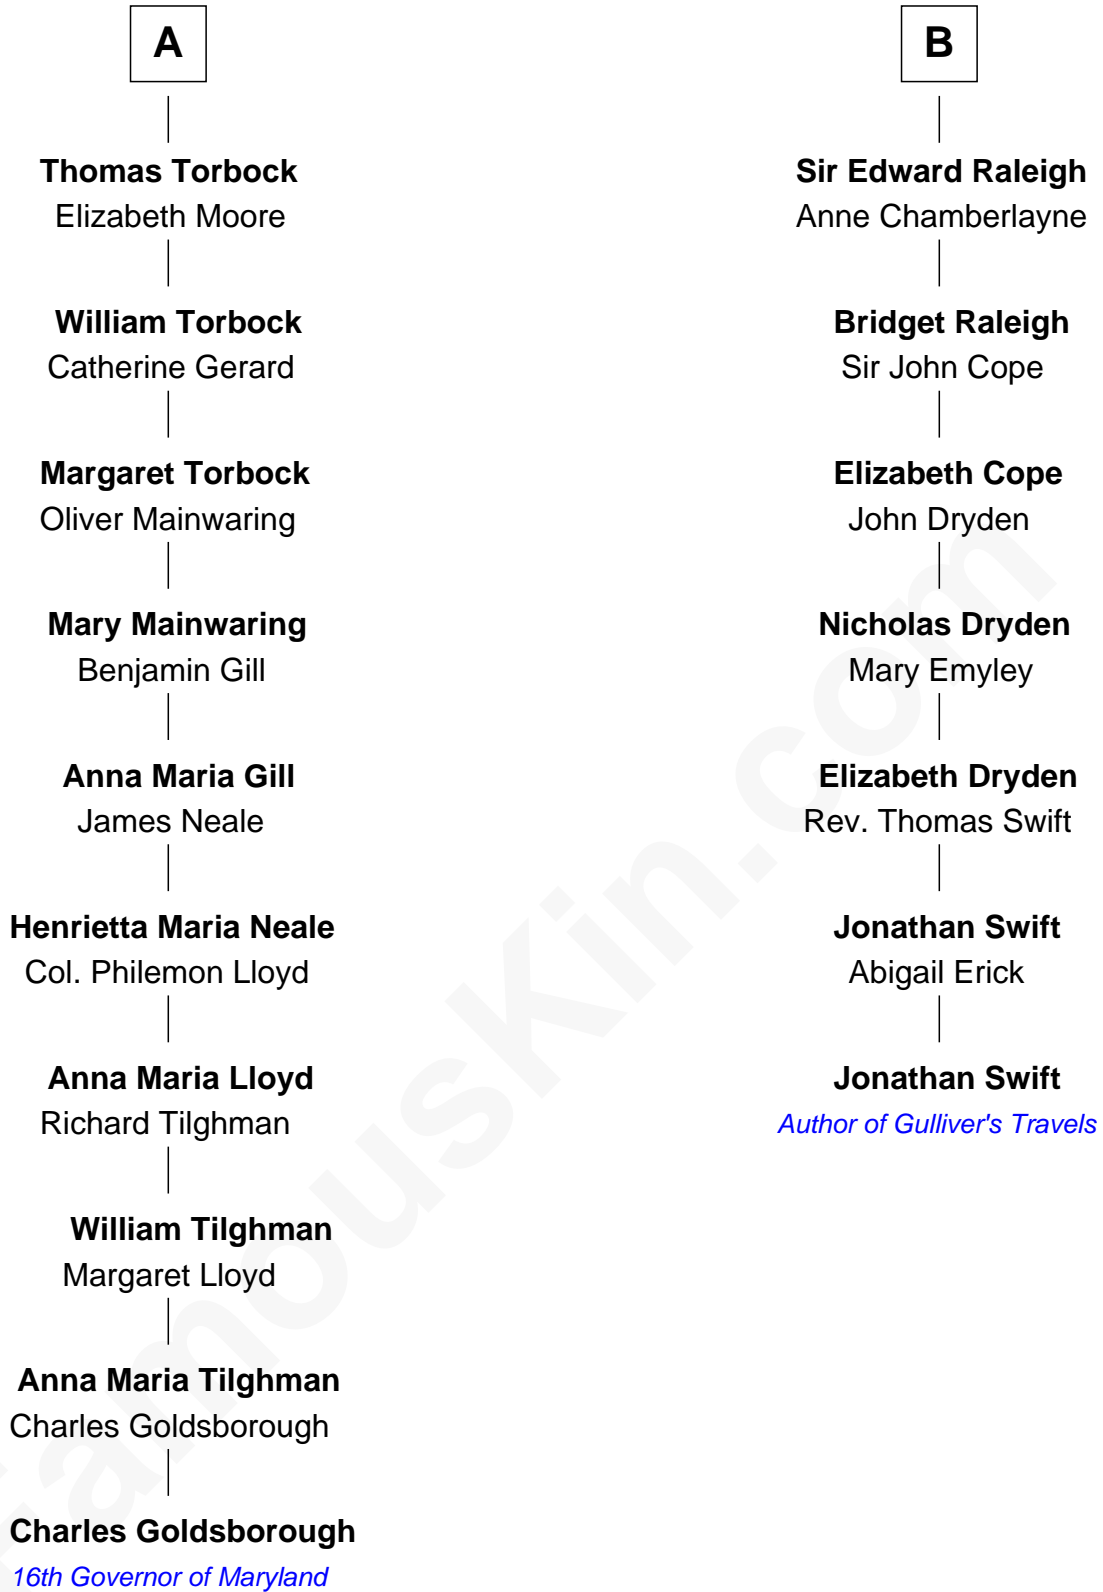 A
Thomas Torbock
Elizabeth Moore
William Torbock
Catherine Gerard
Margaret Torbock
Oliver Mainwaring
Mary Mainwaring
Benjamin Gill
Anna Maria Gill
James Neale
Henrietta Maria Neale
Col. Philemon Lloyd
Anna Maria Lloyd
Richard Tilghman
William Tilghman
Margaret Lloyd
Anna Maria Tilghman
Charles Goldsborough
Charles Goldsborough
16th Governor of Maryland
B
Sir Edward Raleigh
Anne Chamberlayne
Bridget Raleigh
Sir John Cope
Elizabeth Cope
John Dryden
Nicholas Dryden
Mary Emyley
Elizabeth Dryden
Rev. Thomas Swift
Jonathan Swift
Abigail Erick
Jonathan Swift
Author of Gulliver's Travels
FamousKin.com